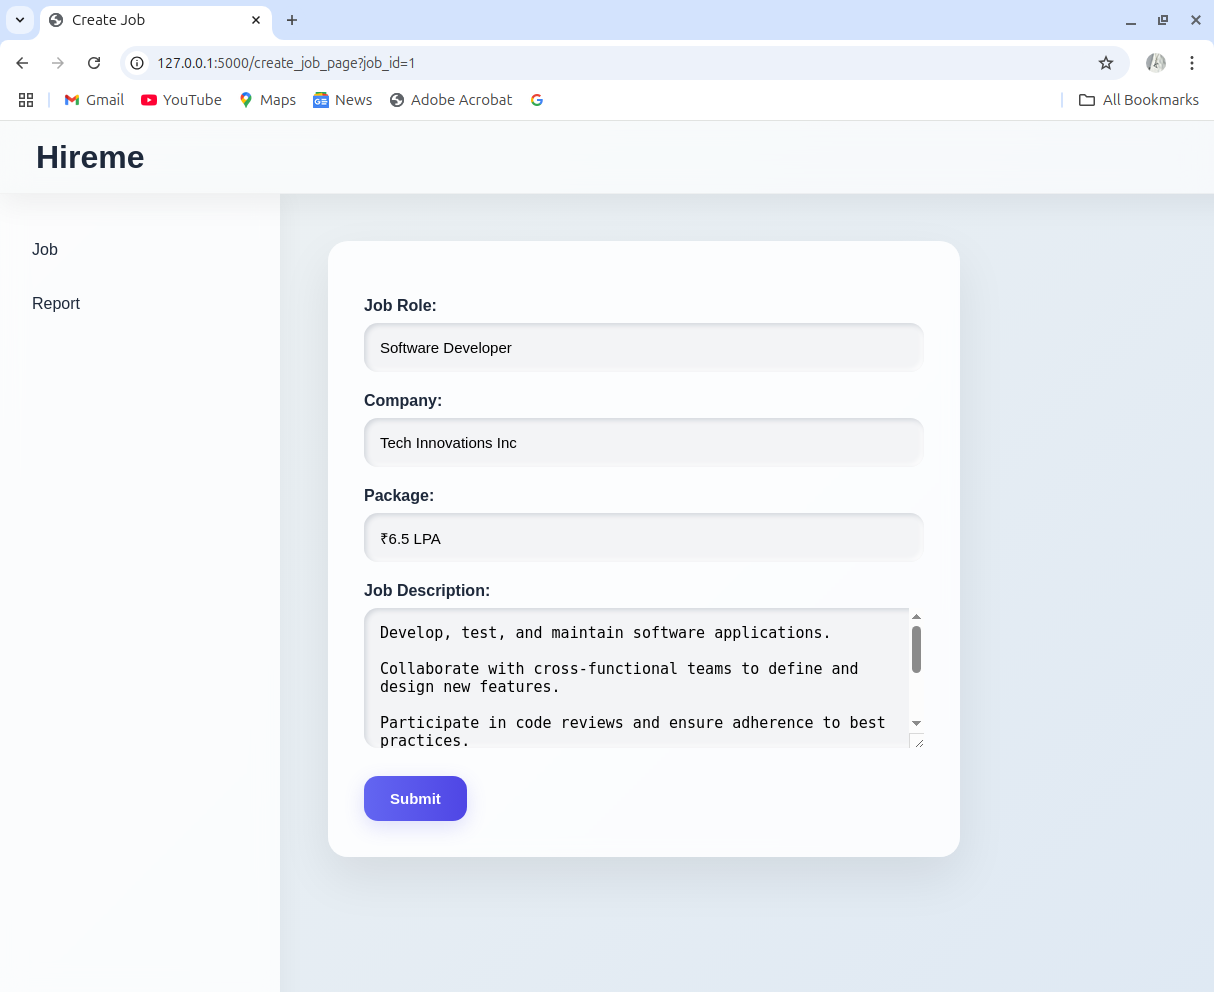 Create Job
127.0.0.1:5000/create_job_page?job_id=1
Gmail YouTube Maps News Adobe Acrobat All Bookmarks
Hireme
Job
Report
Job Role:
Software Developer
Company:
Tech Innovations Inc
Package:
₹6.5 LPA
Job Description:
Develop, test, and maintain software applications.
Collaborate with cross-functional teams to define and
design new features.
Participate in code reviews and ensure adherence to best
practices.
Submit